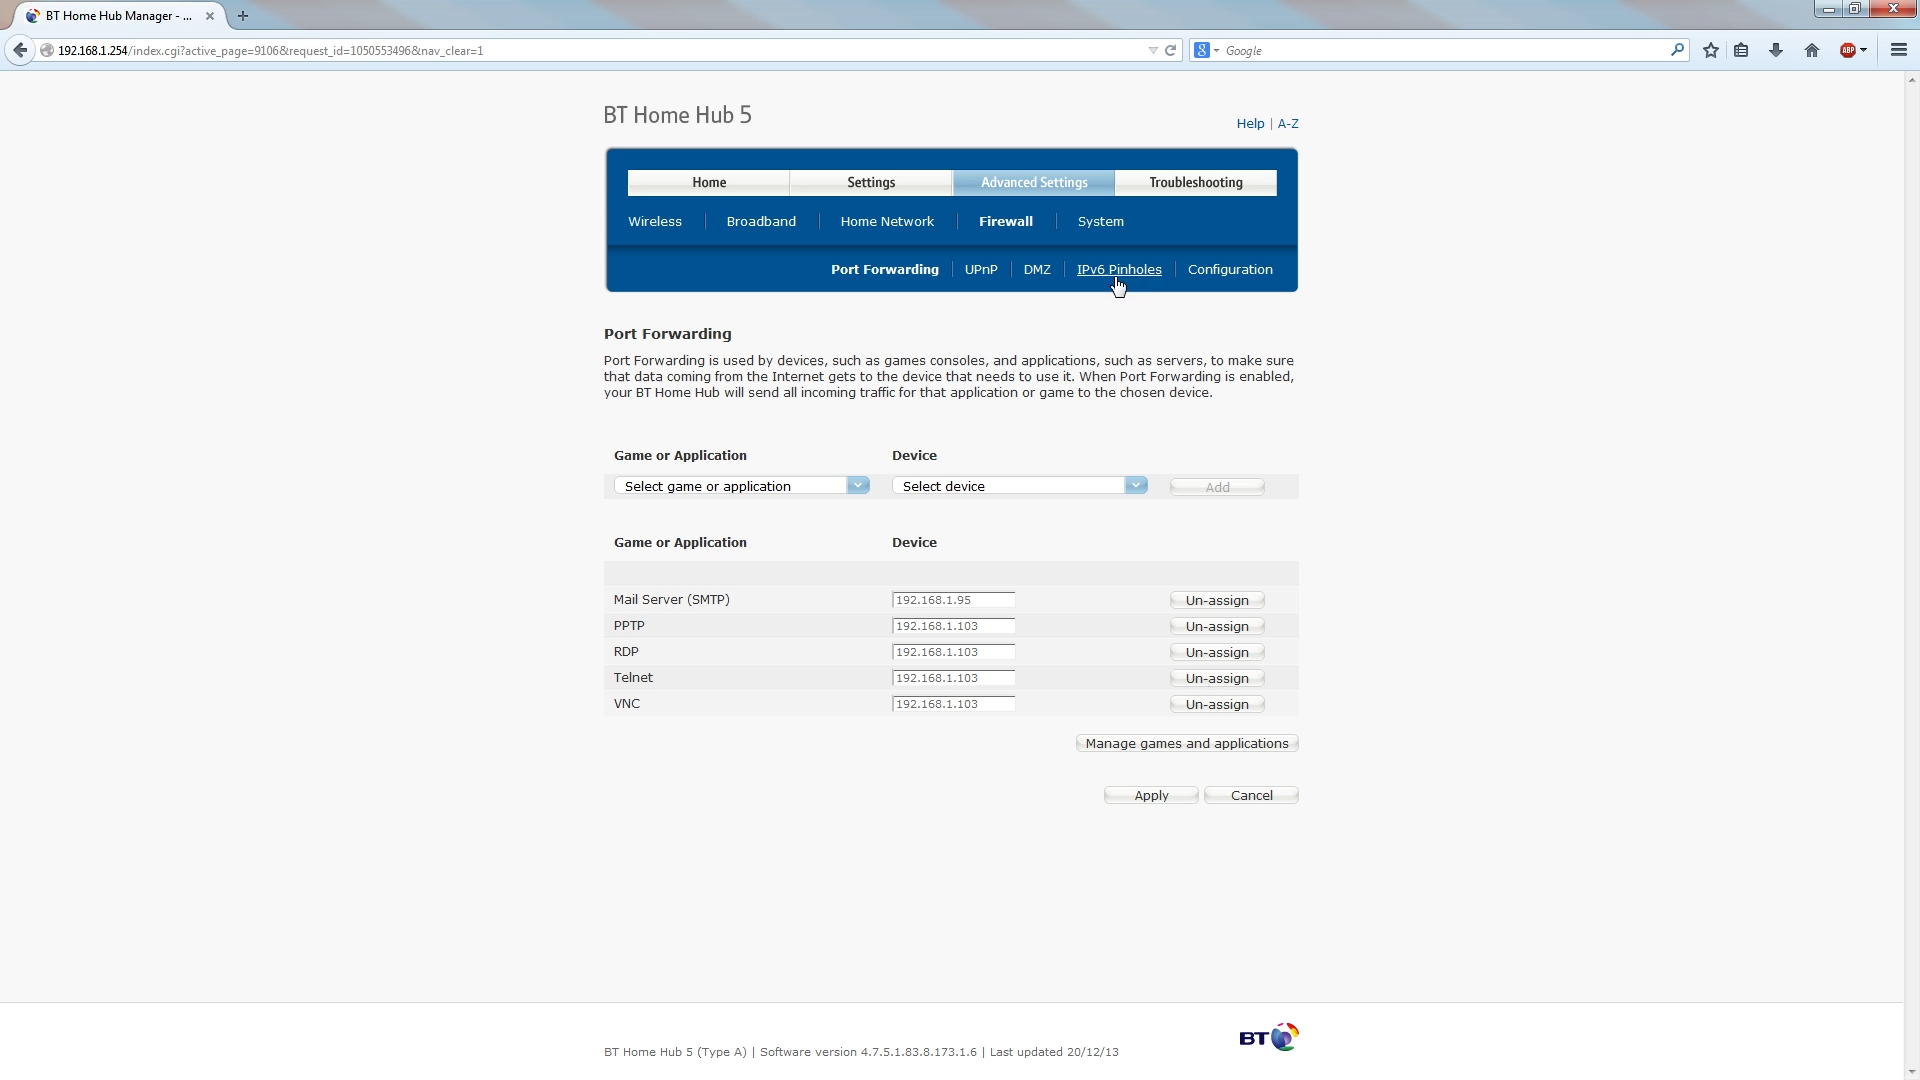 BT Home Hub Manager - ...
192.168.1.254/index.cgi?active_page=9106&request_id=1050553496&nav_clear=1
8
Google
ABP
BT Home Hub 5
Help | A-Z
Home
Settings
Advanced Settings
Troubleshooting
Wireless
Broadband
Home Network
Firewall
System
Port Forwarding
UPnP
DMZ
IPv6 Pinholes
Configuration
Port Forwarding
Port Forwarding is used by devices, such as games consoles, and applications, such as servers, to make sure
that data coming from the Internet gets to the device that needs to use it. When Port Forwarding is enabled,
your BT Home Hub will send all incoming traffic for that application or game to the chosen device.
Game or Application
Device
Select game or application
Select device
Add
Game or Application
Device
Mail Server (SMTP)
192.168.1.95
Un-assign
PPTP
192.168.1.103
Un-assign
RDP
192.168.1.103
Un-assign
Telnet
192.168.1.103
Un-assign
VNC
192.168.1.103
Un-assign
Manage games and applications
Apply
Cancel
BT
BT Home Hub 5 (Type A) | Software version 4.7.5.1.83.8.173.1.6 | Last updated 20/12/13